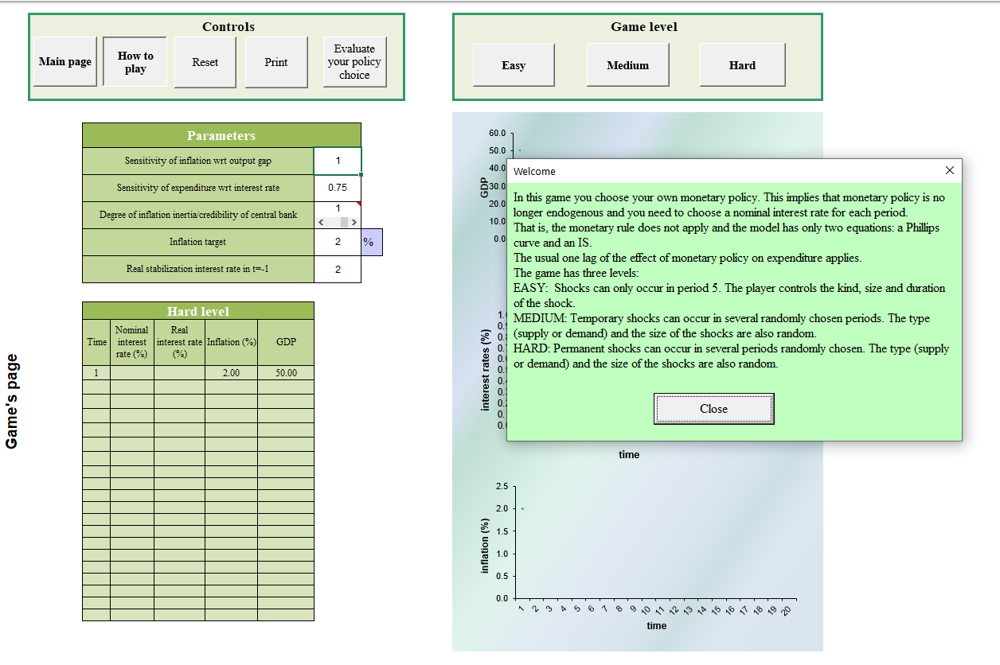 Controls
Main page
How to
play
Reset
Print
Evaluate
your policy
choice
Game level
Easy
Medium
Hard
Parameters
Sensitivity of inflation wrt output gap 1
Sensitivity of expenditure wrt interest rate 0.75
Degree of inflation inertia/credibility of central bank 1
< >
Inflation target 2 %
Real stabilization interest rate in t=-1 2
Hard level
Time
Nominal
interest
rate (%)
Real
interest rate
(%)
Inflation (%)
GDP
1 2.00 50.00
Game's page
60.0
50.0
40.0
30.0
20.0
10.0
0.0
GDP
Welcome
In this game you choose your own monetary policy. This implies that monetary policy is no
longer endogenous and you need to choose a nominal interest rate for each period.
That is, the monetary rule does not apply and the model has only two equations: a Phillips
curve and an IS.
The usual one lag of the effect of monetary policy on expenditure applies.
The game has three levels:
EASY: Shocks can only occur in period 5. The player controls the kind, size and duration
of the shock.
MEDIUM: Temporary shocks can occur in several randomly chosen periods. The type
(supply or demand) and the size of the shocks are also random.
HARD: Permanent shocks can occur in several periods randomly chosen. The type (supply
or demand) and the size of the shocks are also random.
Close
interest rates (%)
time
2.5
2.0
1.5
1.0
0.5
0.0
inflation (%)
1 2 3 4 5 6 7 8 9 10 11 12 13 14 15 16 17 18 19 20
time